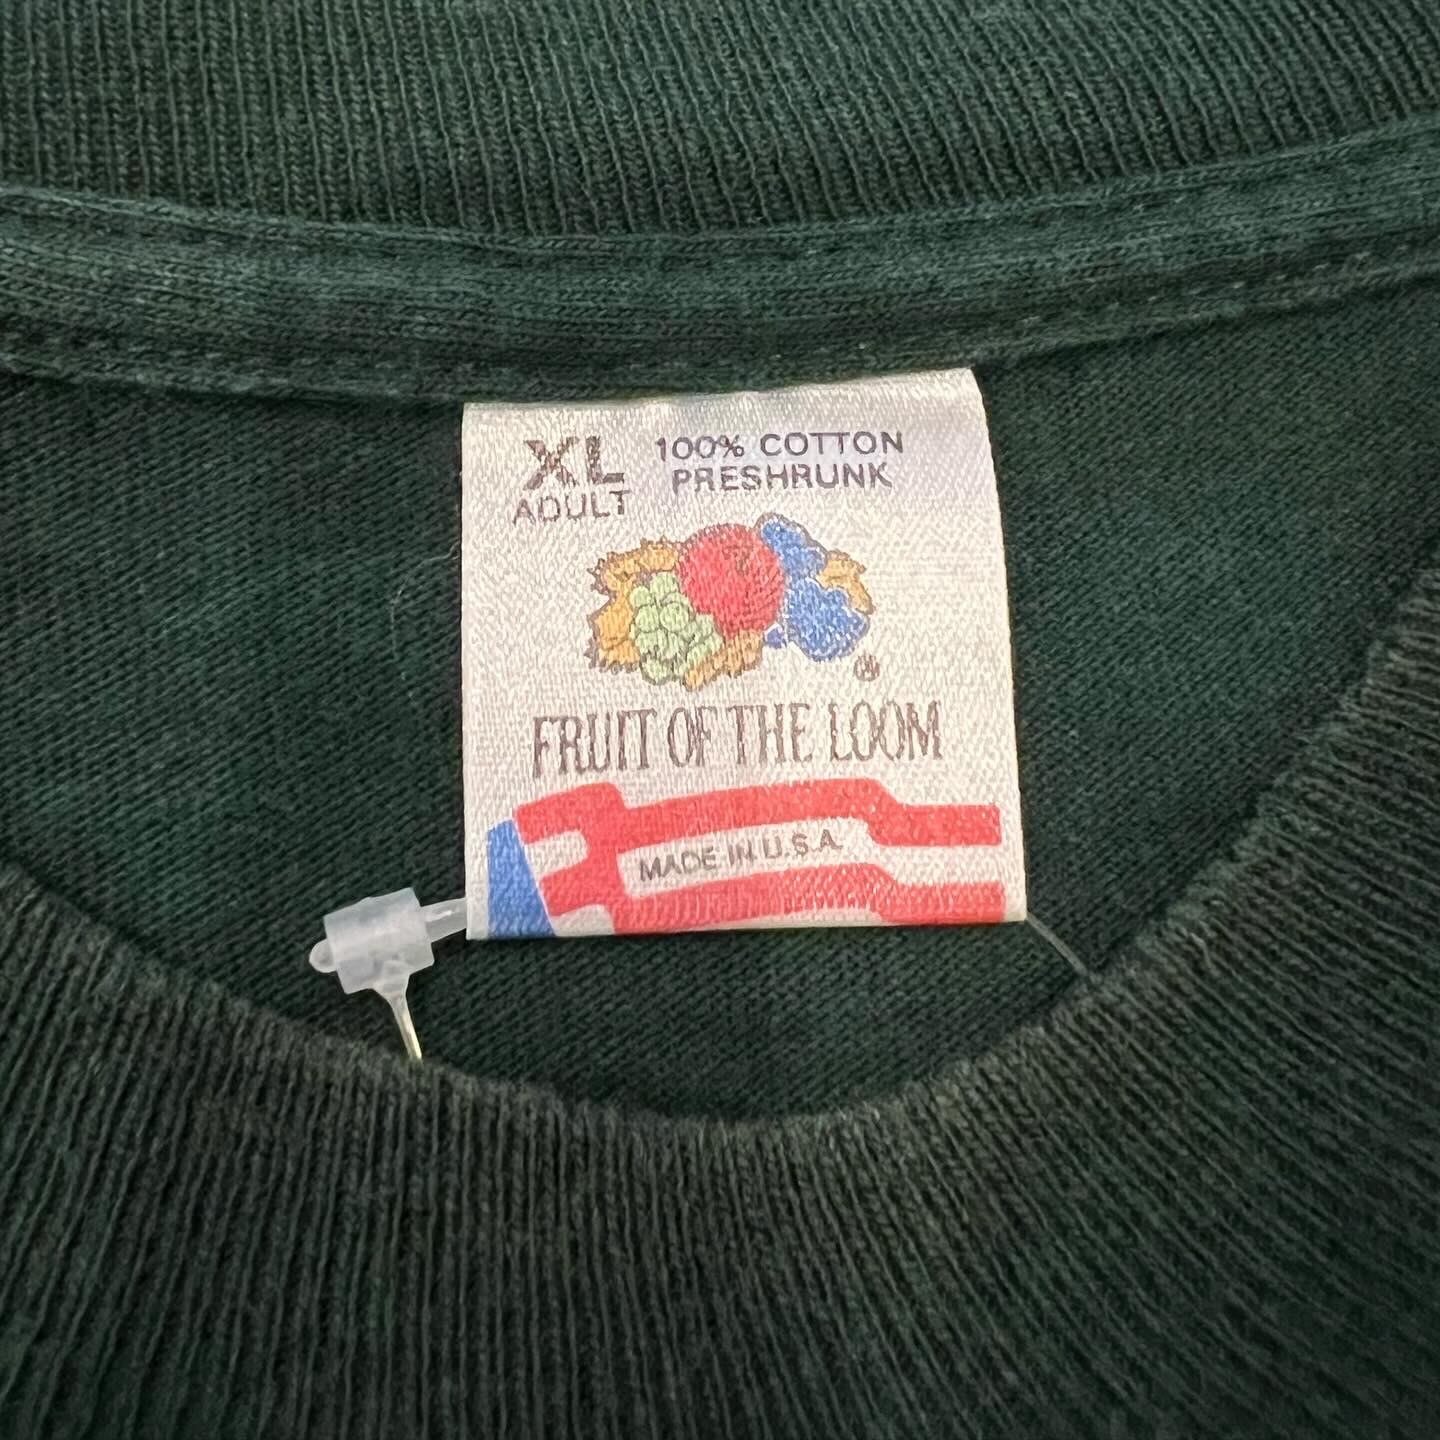 XL
ADULT
100% COTTON
PRESHRUNK
®
FRUIT OF THE LOOM
MADE IN U.S.A.